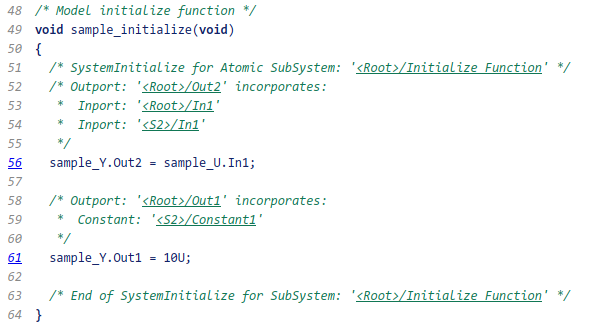 48 /* Model initialize function */
49 void sample_initialize(void)
50 {
51   /* SystemInitialize for Atomic SubSystem: '<Root>/Initialize Function' */
52   /* Outport: '<Root>/Out2' incorporates:
53    *  Inport: '<Root>/In1'
54    *  Inport: '<S2>/In1'
55    */
56   sample_Y.Out2 = sample_U.In1;
57
58   /* Outport: '<Root>/Out1' incorporates:
59    *  Constant: '<S2>/Constant1'
60    */
61   sample_Y.Out1 = 10U;
62
63   /* End of SystemInitialize for SubSystem: '<Root>/Initialize Function' */
64 }